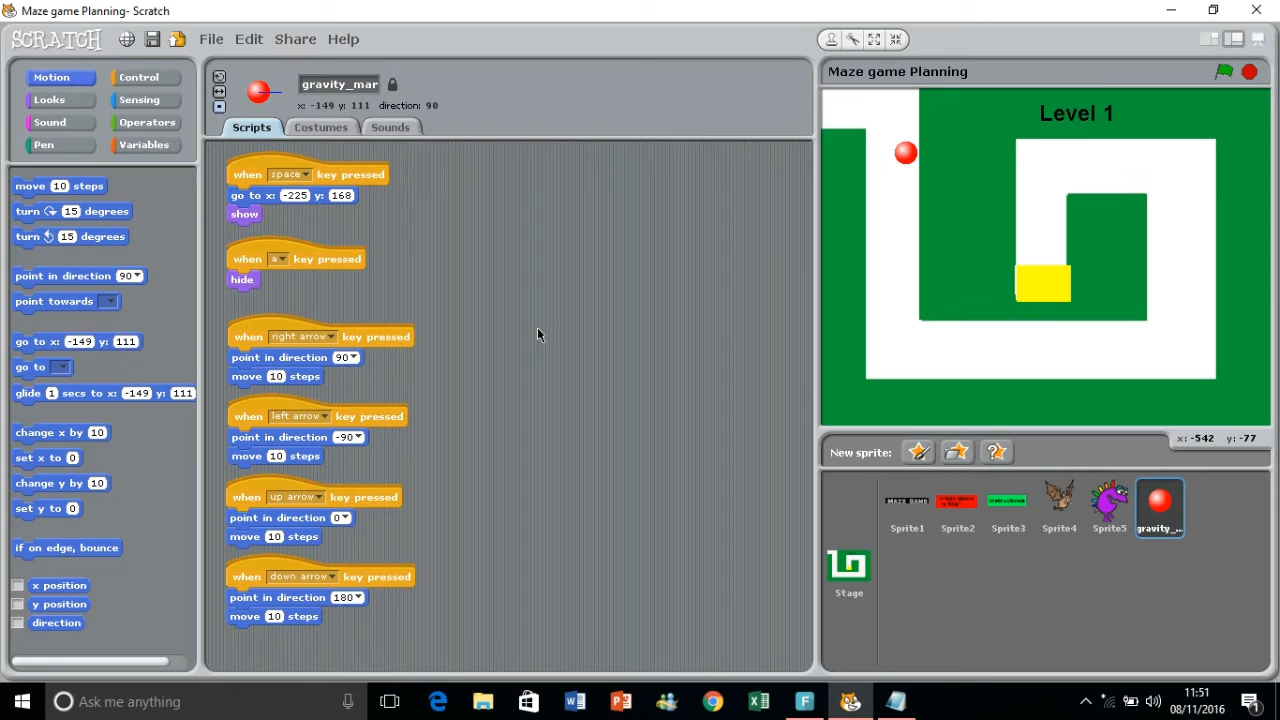 Maze game Planning- Scratch
SCRATCH File Edit Share Help
Motion Control
Looks Sensing
Sound Operators
Pen Variables
move 10 steps
turn 15 degrees
turn 15 degrees
point in direction 90
point towards
go to x: -149 y: 111
go to
glide 1 secs to x: -149 y: 111
change x by 10
set x to 0
change y by 10
set y to 0
if on edge, bounce
x position
y position
direction
gravity_mar
x: -149 y: 111 direction: 90
Scripts Costumes Sounds
when space key pressed
go to x: -225 y: 168
show
when a key pressed
hide
when right arrow key pressed
point in direction 90
move 10 steps
when left arrow key pressed
point in direction -90
move 10 steps
when up arrow key pressed
point in direction 0
move 10 steps
when down arrow key pressed
point in direction 180
move 10 steps
Maze game Planning
Level 1
x: -542 y: -77
New sprite:
MAZE GAME
Instructions
Sprite1 Sprite2 Sprite3 Sprite4 Sprite5 gravity_...
Stage
Ask me anything
11:51
08/11/2016